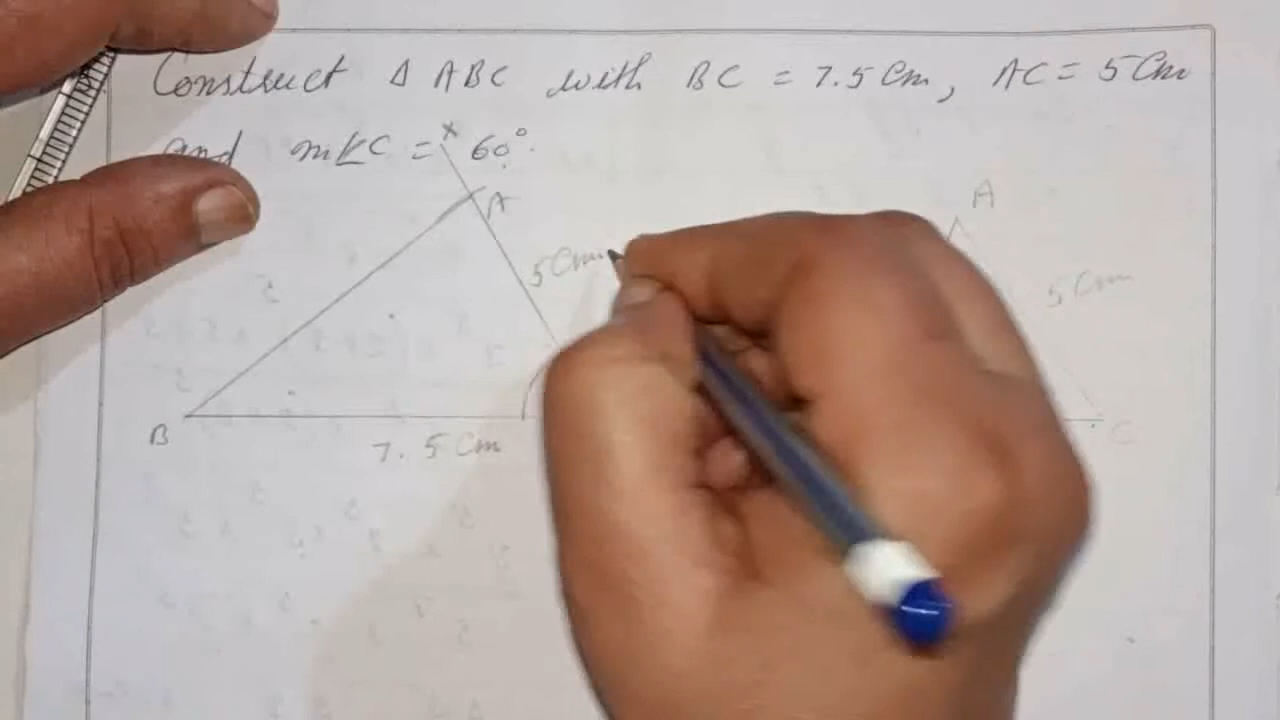 Construct Δ ABC with BC = 7.5 Cm, AC = 5 Cm
and m∠C = 60°.
X
A
A
5 Cm
5 Cm
B
C
7.5 Cm